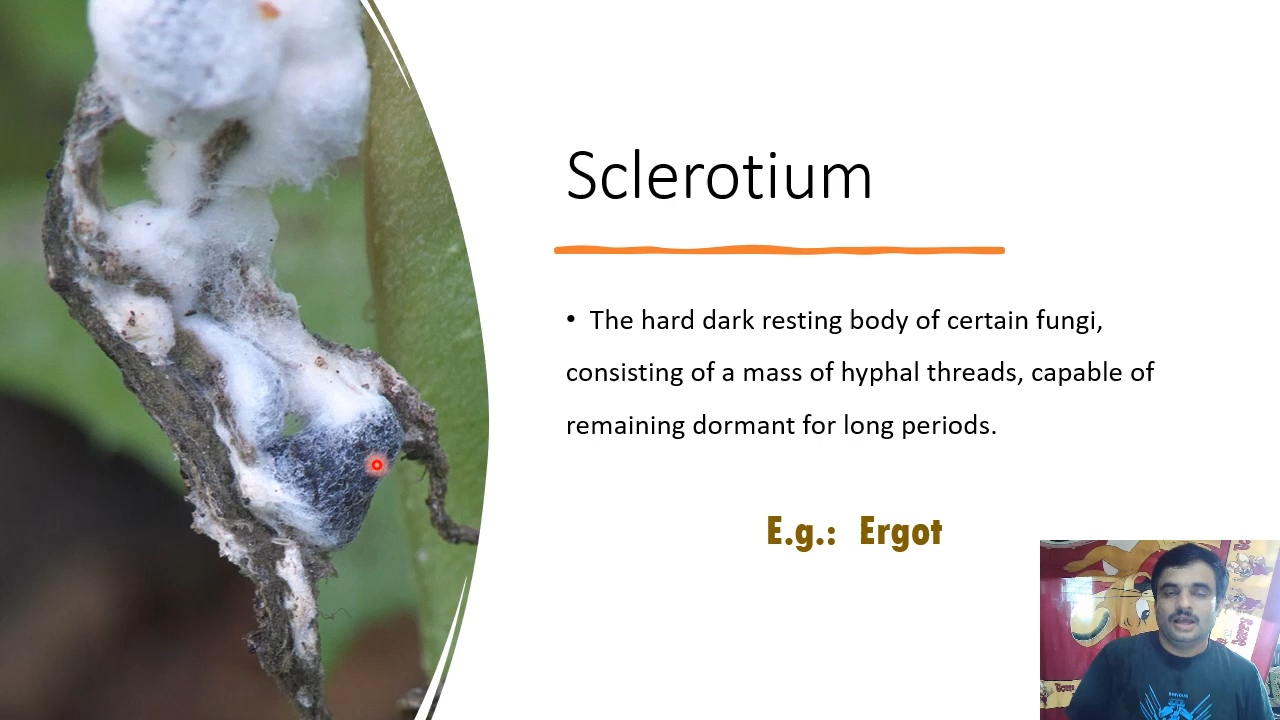 Sclerotium
• The hard dark resting body of certain fungi,
consisting of a mass of hyphal threads, capable of
remaining dormant for long periods.
E.g.: Ergot